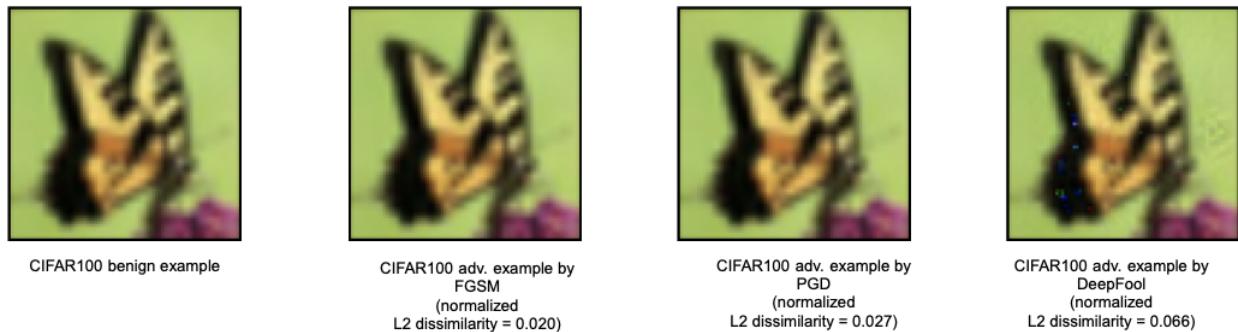 CIFAR100 benign example
CIFAR100 adv. example by
FGSM
(normalized
L2 dissimilarity = 0.020)
CIFAR100 adv. example by
PGD
(normalized
L2 dissimilarity = 0.027)
CIFAR100 adv. example by
DeepFool
(normalized
L2 dissimilarity = 0.066)